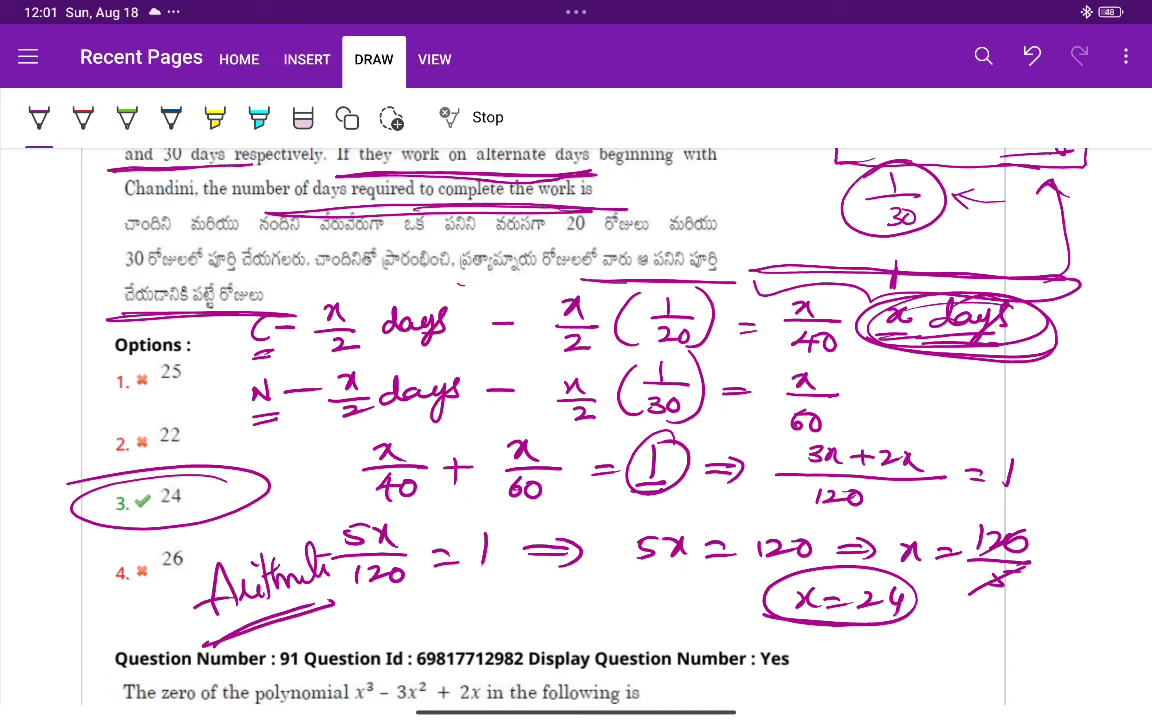 12:01 Sun, Aug 18
48
Recent Pages HOME INSERT DRAW VIEW
Stop
and 30 days respectively. If they work on alternate days beginning with
Chandini, the number of days required to complete the work is
1/30
చాందిని మరియు నందిని వేరువేరుగా ఒక పనిని వరుసగా 20 రోజులు మరియు
30 రోజులలో పూర్తి చేయగలరు. చాందినితో ప్రారంభించి, ప్రత్యామ్నాయ రోజులలో వారు ఆ పనిని పూర్తి
చేయడానికి పట్టే రోజులు
C - x/2 days - x/2 (1/20) = x/40
x days
Options :
1. 25
N - x/2 days - x/2 (1/30) = x/60
2. 22
x/40 + x/60 = 1 ⇒ (3x+2x)/120 = 1
3. 24
5x/120 = 1 ⇒ 5x = 120 ⇒ x = 120/5
4. 26
x = 24
Question Number : 91 Question Id : 69817712982 Display Question Number : Yes
The zero of the polynomial x³ - 3x² + 2x in the following is